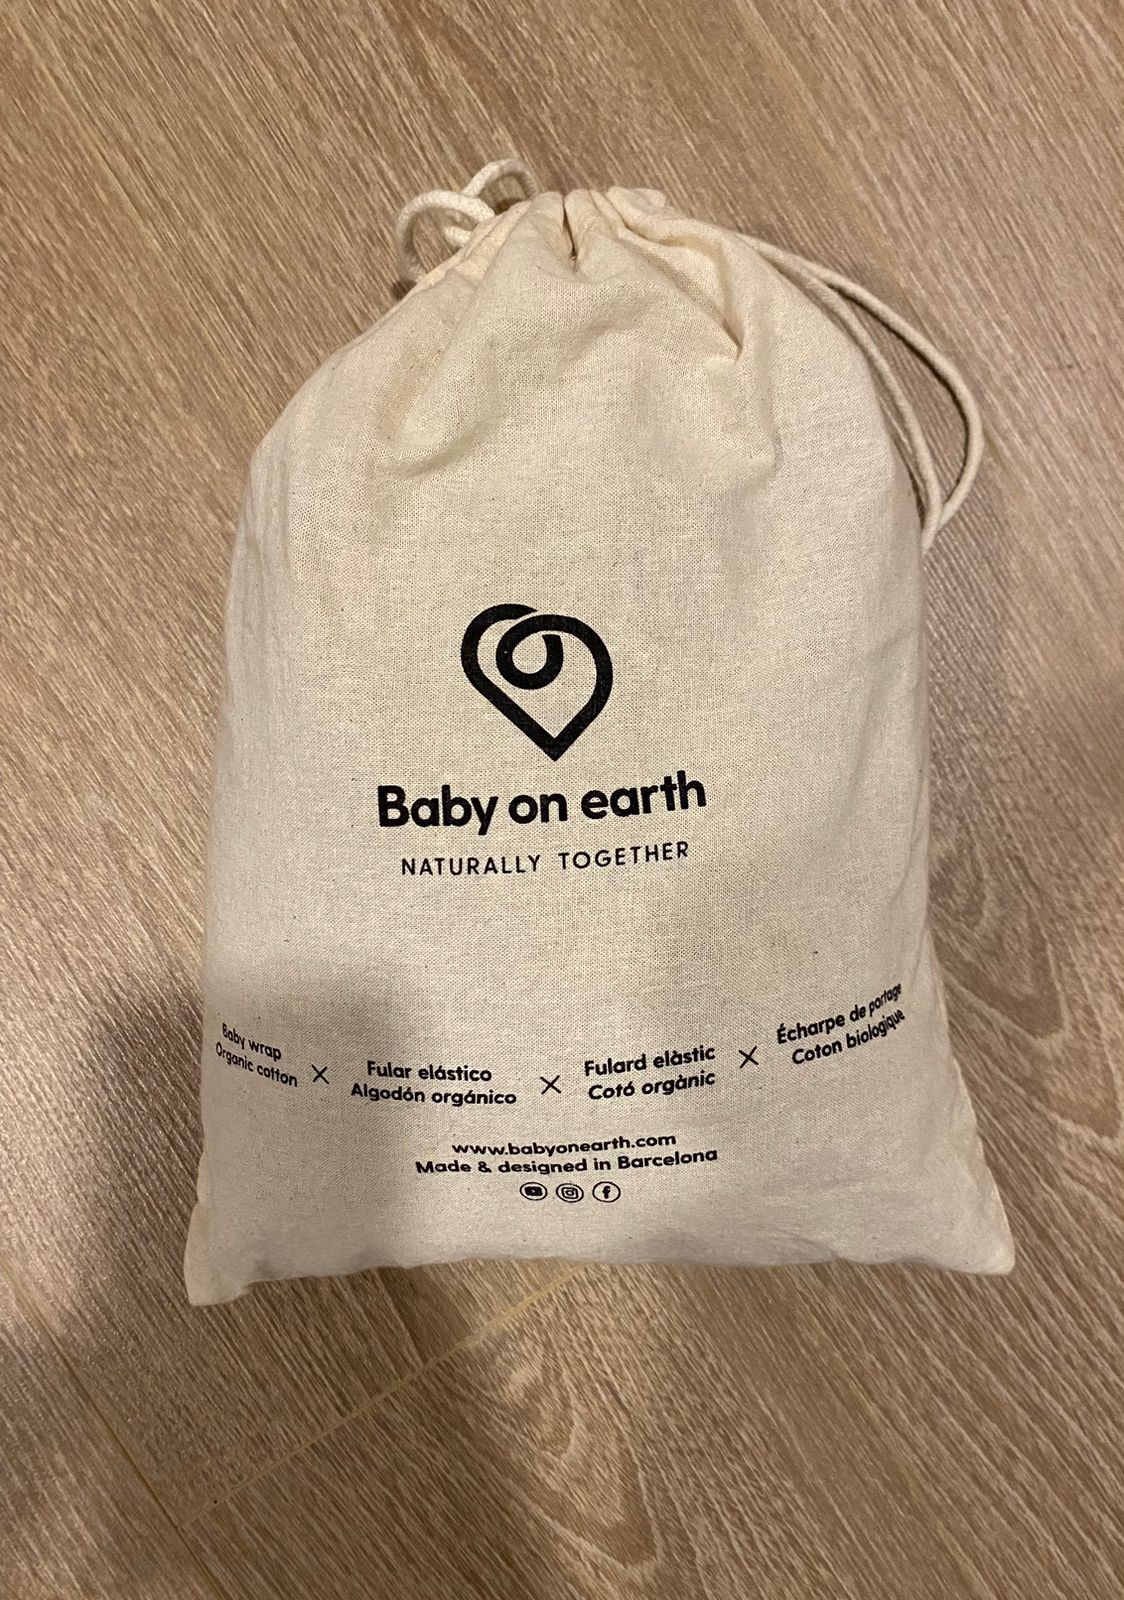 Baby on earth
NATURALLY TOGETHER
Baby wrap
Organic cotton
×
Fular elástico
Algodón orgánico
×
Fulard elàstic
Cotó orgànic
×
Écharpe de portage
Coton biologique
www.babyonearth.com
Made & designed in Barcelona